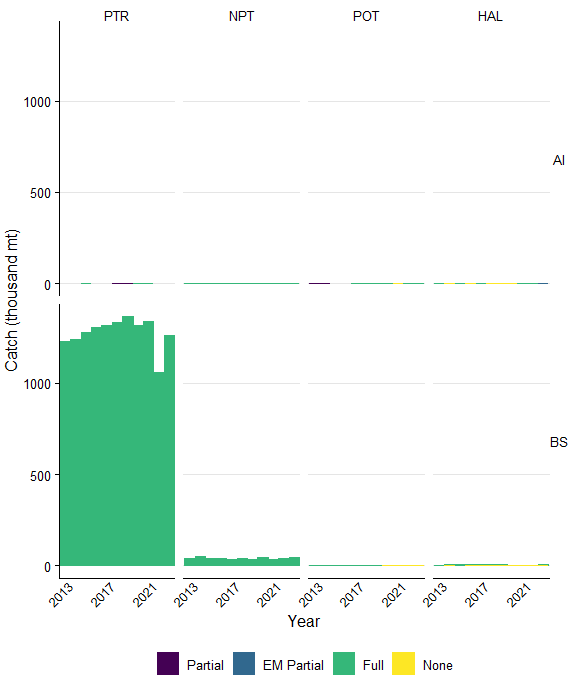 PTR NPT POT HAL
1000
500
0
AI
Catch (thousand mt)
1000
500
0
BS
2013 2017 2021 2013 2017 2021 2013 2017 2021 2013 2017 2021
Year
Partial EM Partial Full None